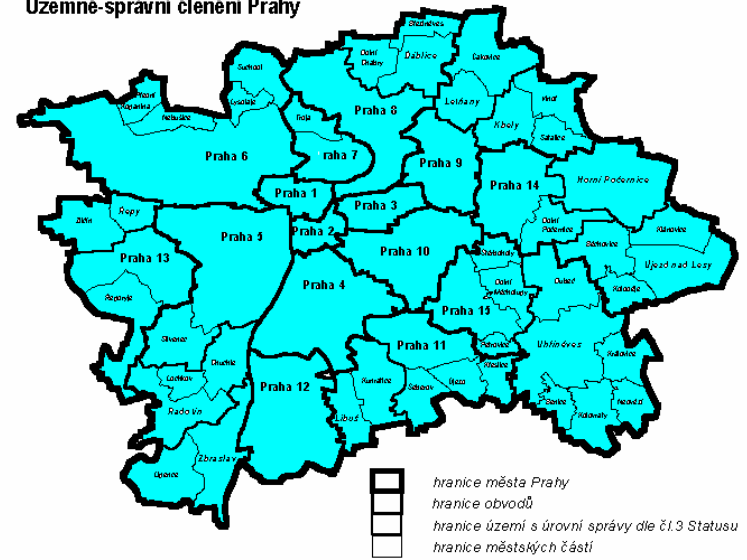 Územně-správní členění Prahy
Březiněves
Suchdol
Dolní
Chabry
Ďáblice
Čakovice
Přední
Kopanina
Lysolaje
Nebušice
Troja
Praha 8
Letňany
Vinoř
Kbely
Satalice
Praha 6
raha 7
Praha 9
Praha 14
Horní Počernice
Praha 1
Praha 3
Zličín
Řepy
Praha 5
Praha 2
Praha 10
Dolní
Počernice
Klánovice
Běchovice
Štěrboholy
Újezd nad Lesy
Praha 13
Praha 4
Dolní
Měcholupy
Dubeč
Koloděje
Řeporyje
Praha 15
Slivenec
Praha 11
Petrovice
Uhříněves
Královice
Chuchle
Křeslice
Lochkov
Praha 12
Kunratice
Šeberov
Újezd
Radotín
Libuš
Benice
Nedvězí
Kolovraty
Zbraslav
Lipence
hranice města Prahy
hranice obvodů
hranice území s úrovní správy dle čl.3 Statusu
hranice městských částí